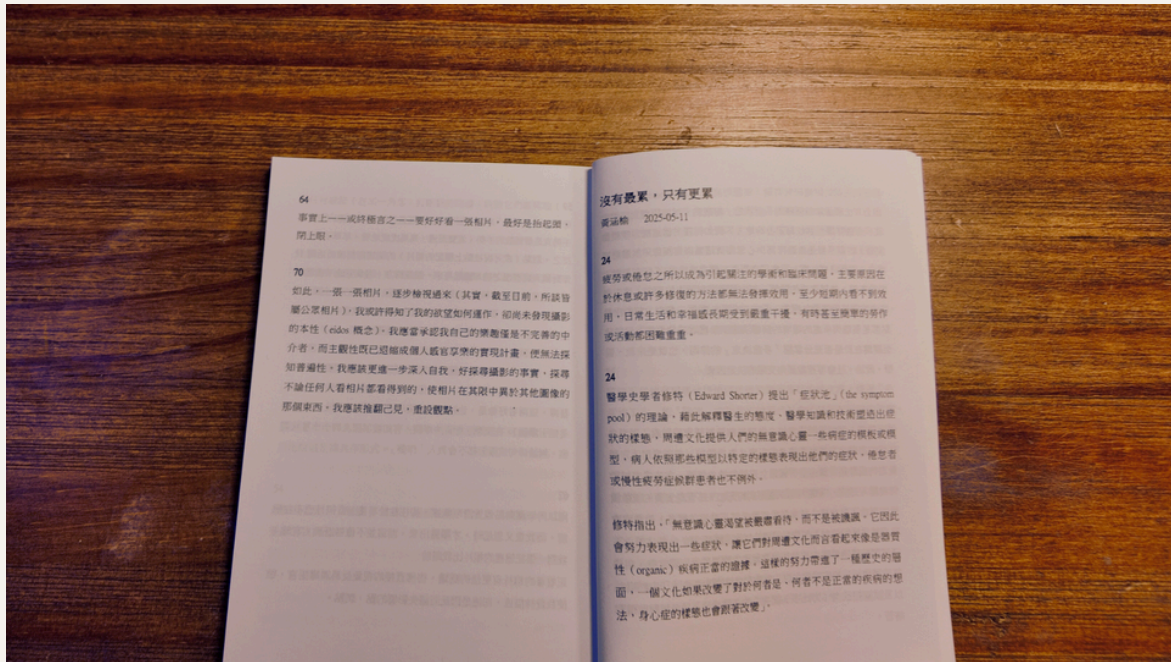 64
事實上——或終極言之——要好好看一張相片,最好是抬起頭,
閉上眼。
70
如此,一張一張相片,逐步檢視過來(其實,截至目前,所談皆
屬公眾相片),我或許得知了我的欲望如何運作,卻尚未發現攝影
的本性(eidos 概念)。我應當承認我自己的樂趣僅是不完善的中
介者,而主觀性既已退縮成個人感官享樂的實現計畫,便無法探
知普遍性。我應該更進一步深入自我,好探尋攝影的事實,探尋
不論任何人看相片都看得到的,使相片在其眼中異於其他圖像的
那個東西。我應該推翻己見,重設觀點。
沒有最累,只有更累
黃涵榆 2025-05-11
24
疲勞或倦怠之所以成為引起關注的學術和臨床問題,主要原因在
於休息或許多修復的方法都無法發揮效用,至少短期內看不到效
用,日常生活和幸福感長期受到嚴重干擾,有時甚至簡單的勞作
或活動都困難重重。
24
醫學史學者修特(Edward Shorter)提出「症狀池」(the symptom
pool)的理論,藉此解釋醫生的態度、醫學知識和技術塑造出症
狀的樣態,周遭文化提供人們的無意識心靈一些病症的模板或模
型,病人依照那些模型以特定的樣態表現出他們的症狀,倦怠者
或慢性疲勞症候群患者也不例外。
修特指出,「無意識心靈渴望被嚴肅看待,而不是被譏諷,它因此
會努力表現出一些症狀,讓它們對周遭文化而言看起來像是器質
性(organic)疾病正當的證據。這樣的努力帶進了一種歷史的層
面,一個文化如果改變了對於何者是、何者不是正當的疾病的想
法,身心症的樣態也會跟著改變」。